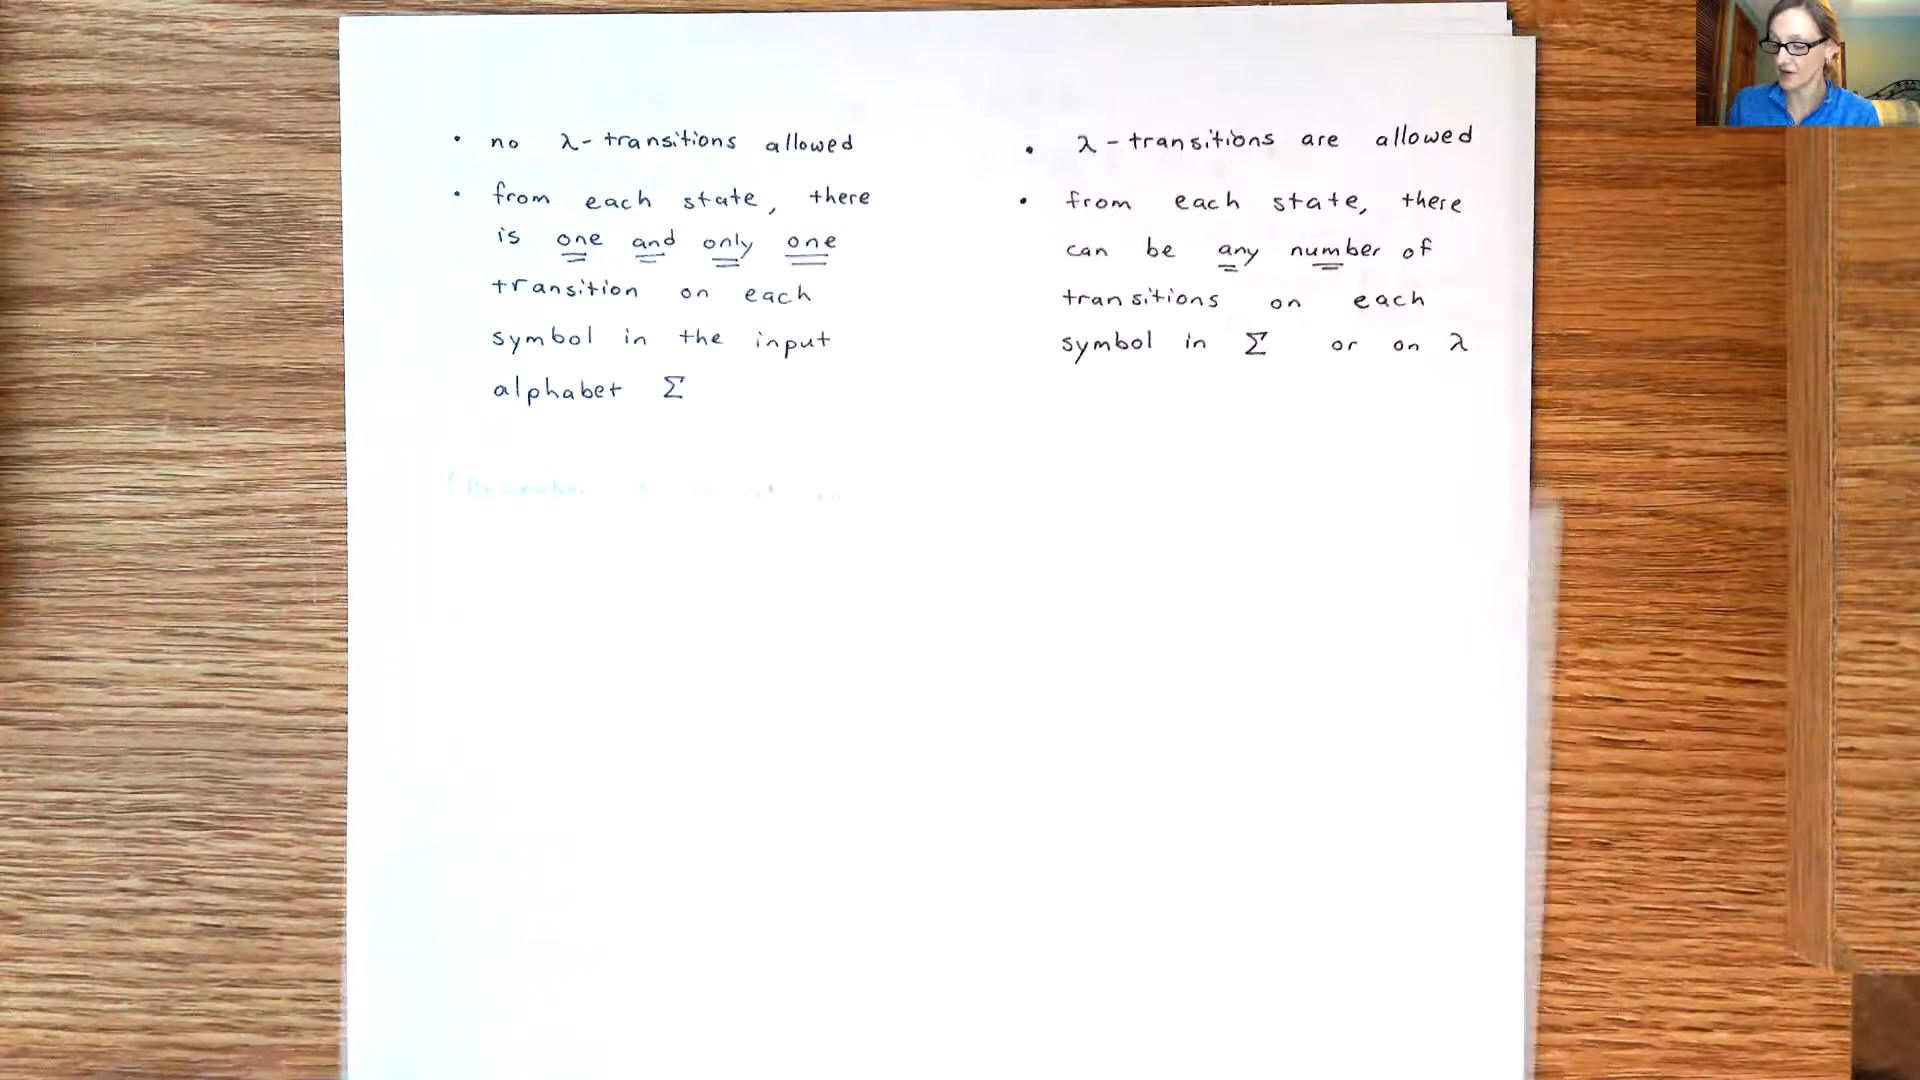 • no λ-transitions allowed
• from each state, there
is one and only one
transition on each
symbol in the input
alphabet Σ
• λ-transitions are allowed
• from each state, there
can be any number of
transitions on each
symbol in Σ or on λ